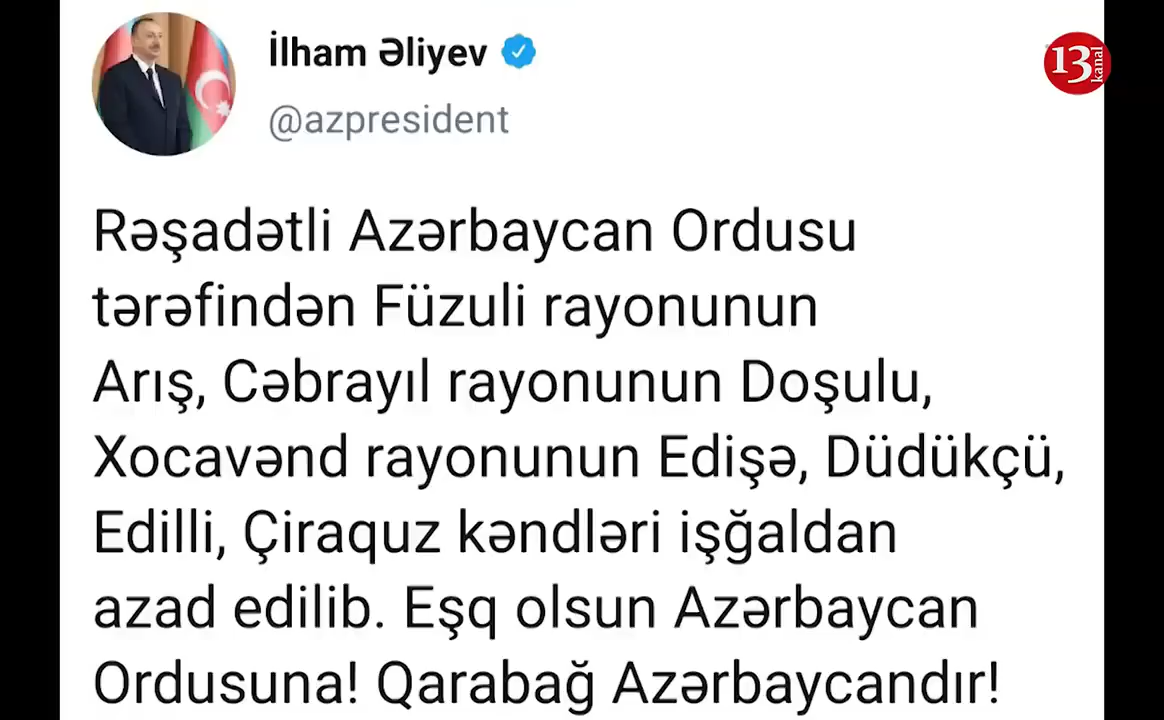 İlham Əliyev
@azpresident
13 kanal
Rəşadətli Azərbaycan Ordusu
tərəfindən Füzuli rayonunun
Arış, Cəbrayıl rayonunun Doşulu,
Xocavənd rayonunun Edişə, Düdükçü,
Edilli, Çiraquz kəndləri işğaldan
azad edilib. Eşq olsun Azərbaycan
Ordusuna! Qarabağ Azərbaycandır!